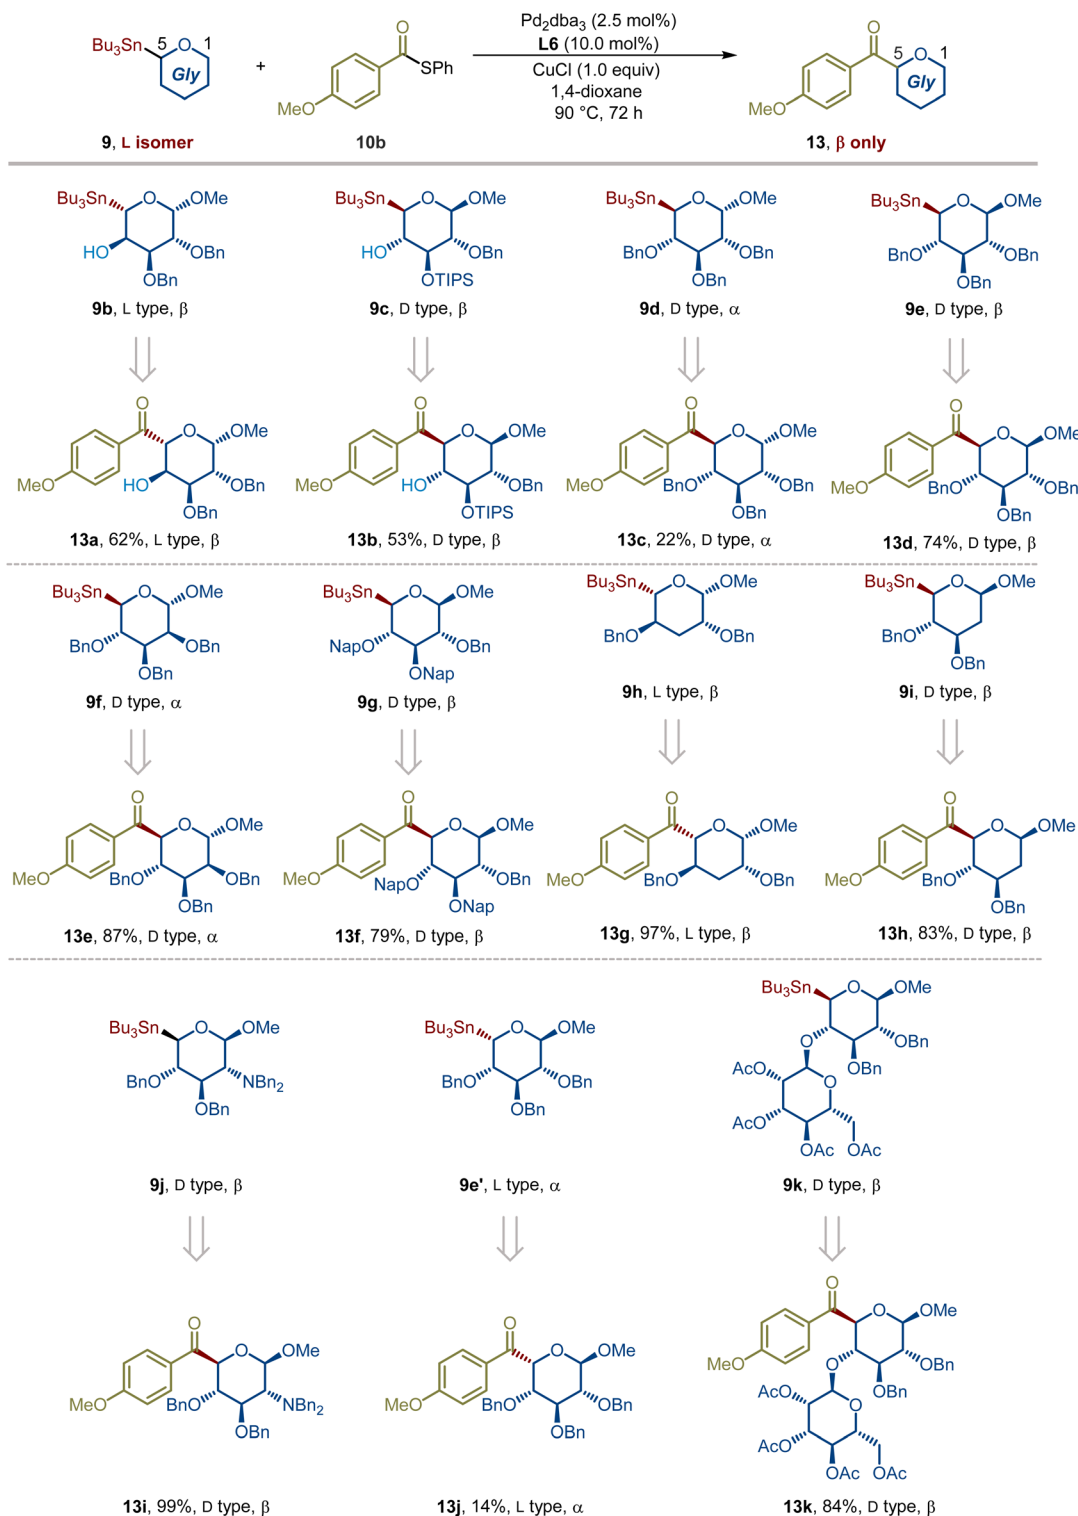 Bu3Sn 5 O 1
Gly
9, L isomer
+
O
SPh
MeO
10b
Pd2dba3 (2.5 mol%)
L6 (10.0 mol%)
CuCl (1.0 equiv)
1,4-dioxane
90 °C, 72 h
O
5 O 1
Gly
MeO
13, β only
Bu3Sn O OMe
HO OBn
OBn
9b, L type, β
Bu3Sn O OMe
HO OBn
OTIPS
9c, D type, β
Bu3Sn O OMe
BnO OBn
OBn
9d, D type, α
Bu3Sn O OMe
BnO OBn
OBn
9e, D type, β
O
O OMe
MeO HO OBn
OBn
13a, 62%, L type, β
O
O OMe
MeO HO OBn
OTIPS
13b, 53%, D type, β
O
O OMe
MeO BnO OBn
OBn
13c, 22%, D type, α
O
O OMe
MeO BnO OBn
OBn
13d, 74%, D type, β
Bu3Sn O OMe
BnO OBn
OBn
9f, D type, α
Bu3Sn O OMe
NapO OBn
ONap
9g, D type, β
Bu3Sn O OMe
BnO OBn
9h, L type, β
Bu3Sn O OMe
BnO
OBn
9i, D type, β
O
O OMe
MeO BnO OBn
OBn
13e, 87%, D type, α
O
O OMe
MeO NapO OBn
ONap
13f, 79%, D type, β
O
O OMe
MeO BnO OBn
13g, 97%, L type, β
O
O OMe
MeO BnO
OBn
13h, 83%, D type, β
Bu3Sn O OMe
BnO NBn2
OBn
9j, D type, β
Bu3Sn O OMe
BnO OBn
OBn
9e', L type, α
Bu3Sn O OMe
O OBn
OBn
AcO O
AcO
OAc OAc
9k, D type, β
O
O OMe
MeO BnO NBn2
OBn
13i, 99%, D type, β
O
O OMe
MeO BnO OBn
OBn
13j, 14%, L type, α
O
O OMe
MeO O OBn
OBn
AcO O
AcO
OAc OAc
13k, 84%, D type, β